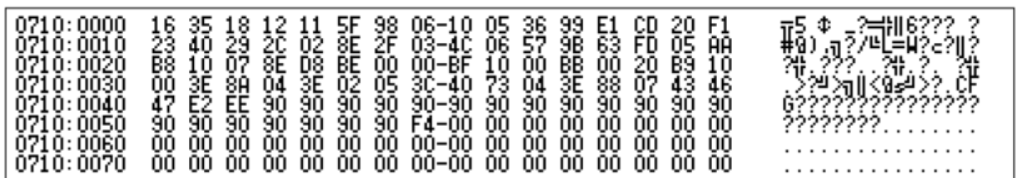 0710:0000 16 35 18 12 11 5F 98 06-10 05 36 99 E1 CD 20 F1
0710:0010 23 40 29 2C 02 8E 2F 03-4C 06 57 9B 63 FD 05 AA
0710:0020 B8 10 07 8E D8 BE 00 00-BF 10 00 BB 00 20 B9 10
0710:0030 00 3E 8A 04 3E 02 05 3C-40 73 04 3E 88 07 43 46
0710:0040 47 E2 EE 90 90 90 90 90-90 90 90 90 90 90 90 90 G???????????????
0710:0050 90 90 90 90 90 90 90 F4-00 00 00 00 00 00 00 00 ????????........
0710:0060 00 00 00 00 00 00 00 00-00 00 00 00 00 00 00 00 ................
0710:0070 00 00 00 00 00 00 00 00-00 00 00 00 00 00 00 00 ................